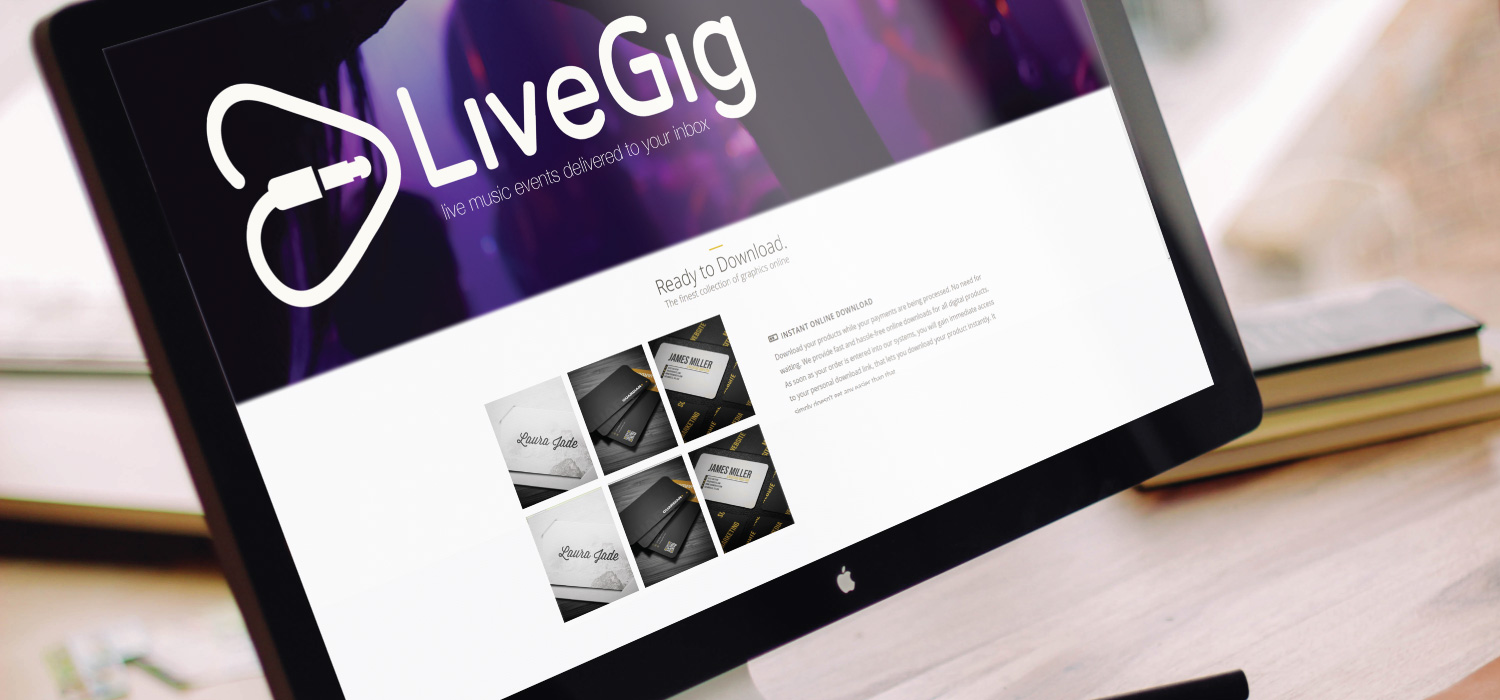 LiveGig
live music events delivered to your inbox
Ready to Download.
The finest collection of graphics online
INSTANT ONLINE DOWNLOAD
Download your products while your payments are being processed. No need for
waiting. We provide fast and hassle-free online downloads for all digital products.
As soon as your order is entered into our systems, you will gain immediate access
to your personal download link, that lets you download your product instantly. It
simply doesn't get any easier than that
Laura Jade
JAMES MILLER
WEBSITE
MARKETING
Laura Jade
JAMES MILLER
WEBSITE
MARKETING